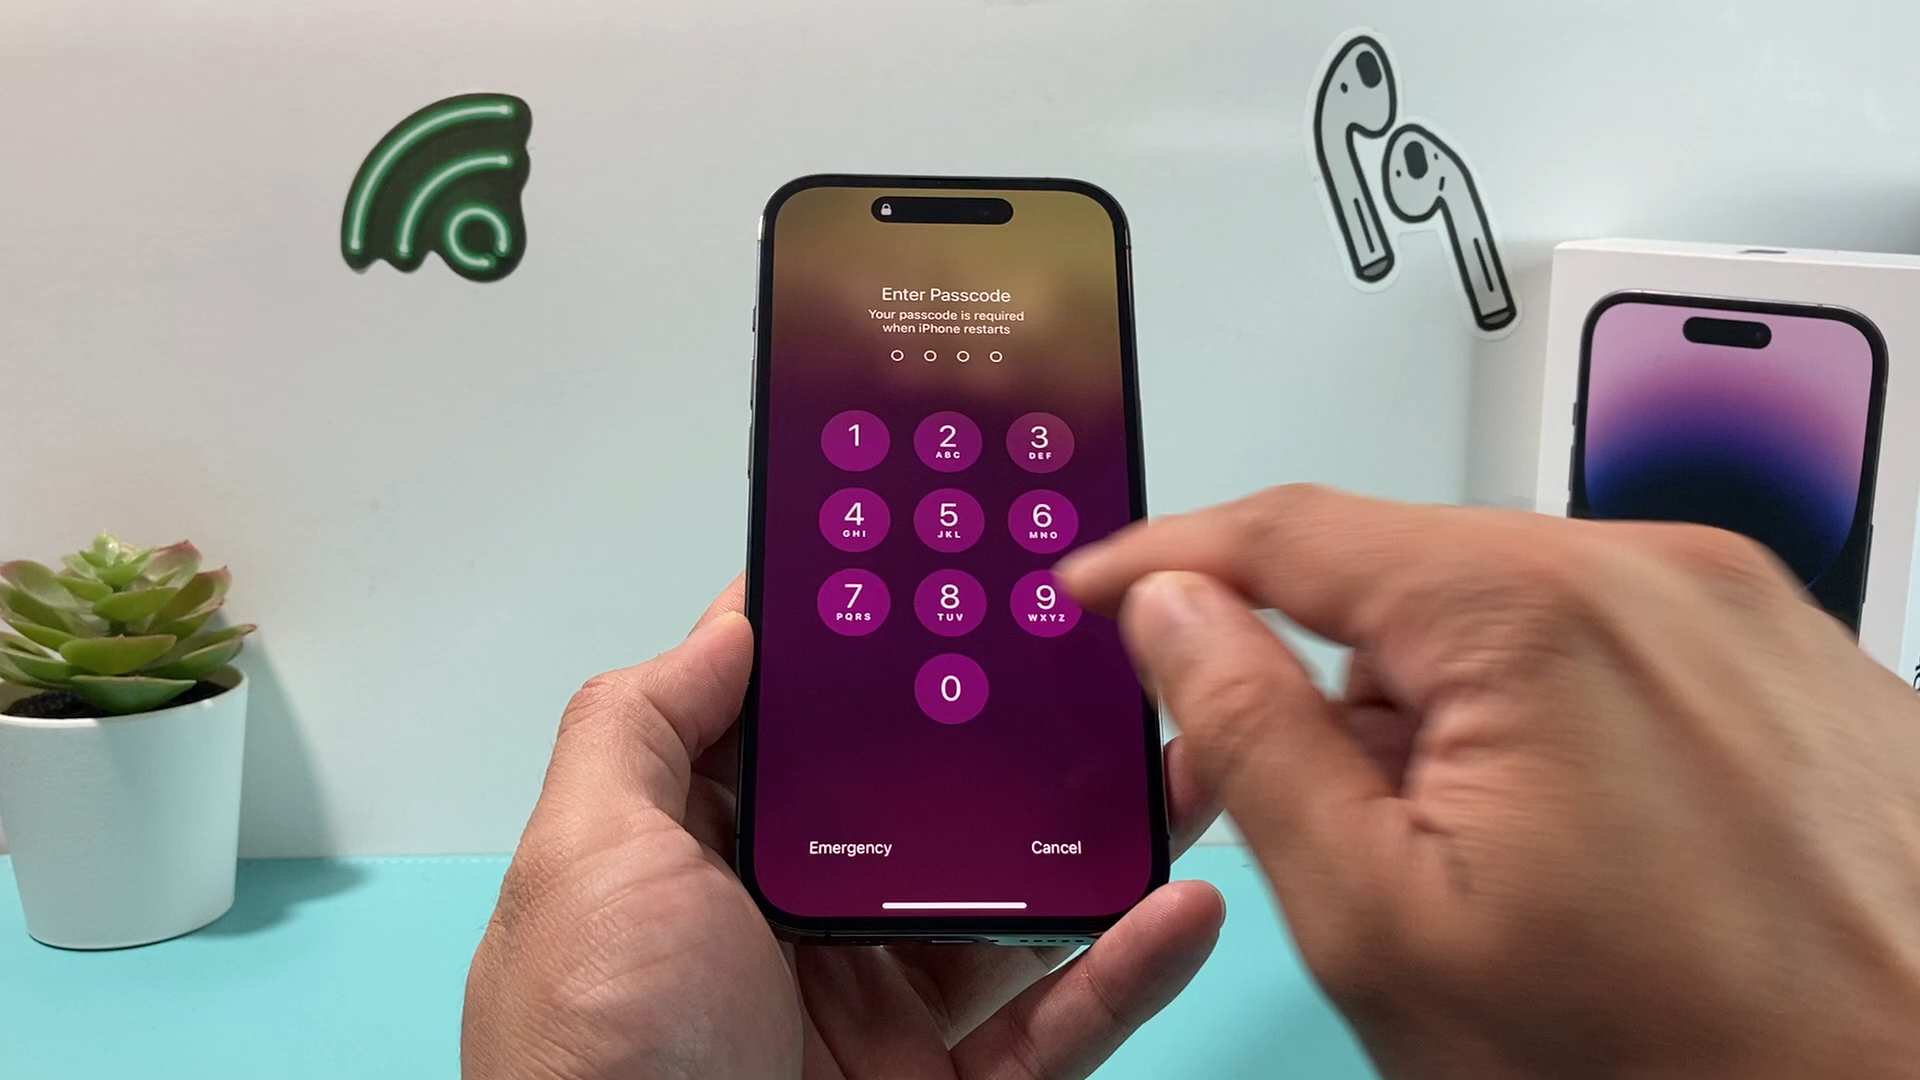 Enter Passcode
Your passcode is required
when iPhone restarts
1
2
ABC
3
DEF
4
GHI
5
JKL
6
MNO
7
PQRS
8
TUV
9
WXYZ
0
Emergency
Cancel